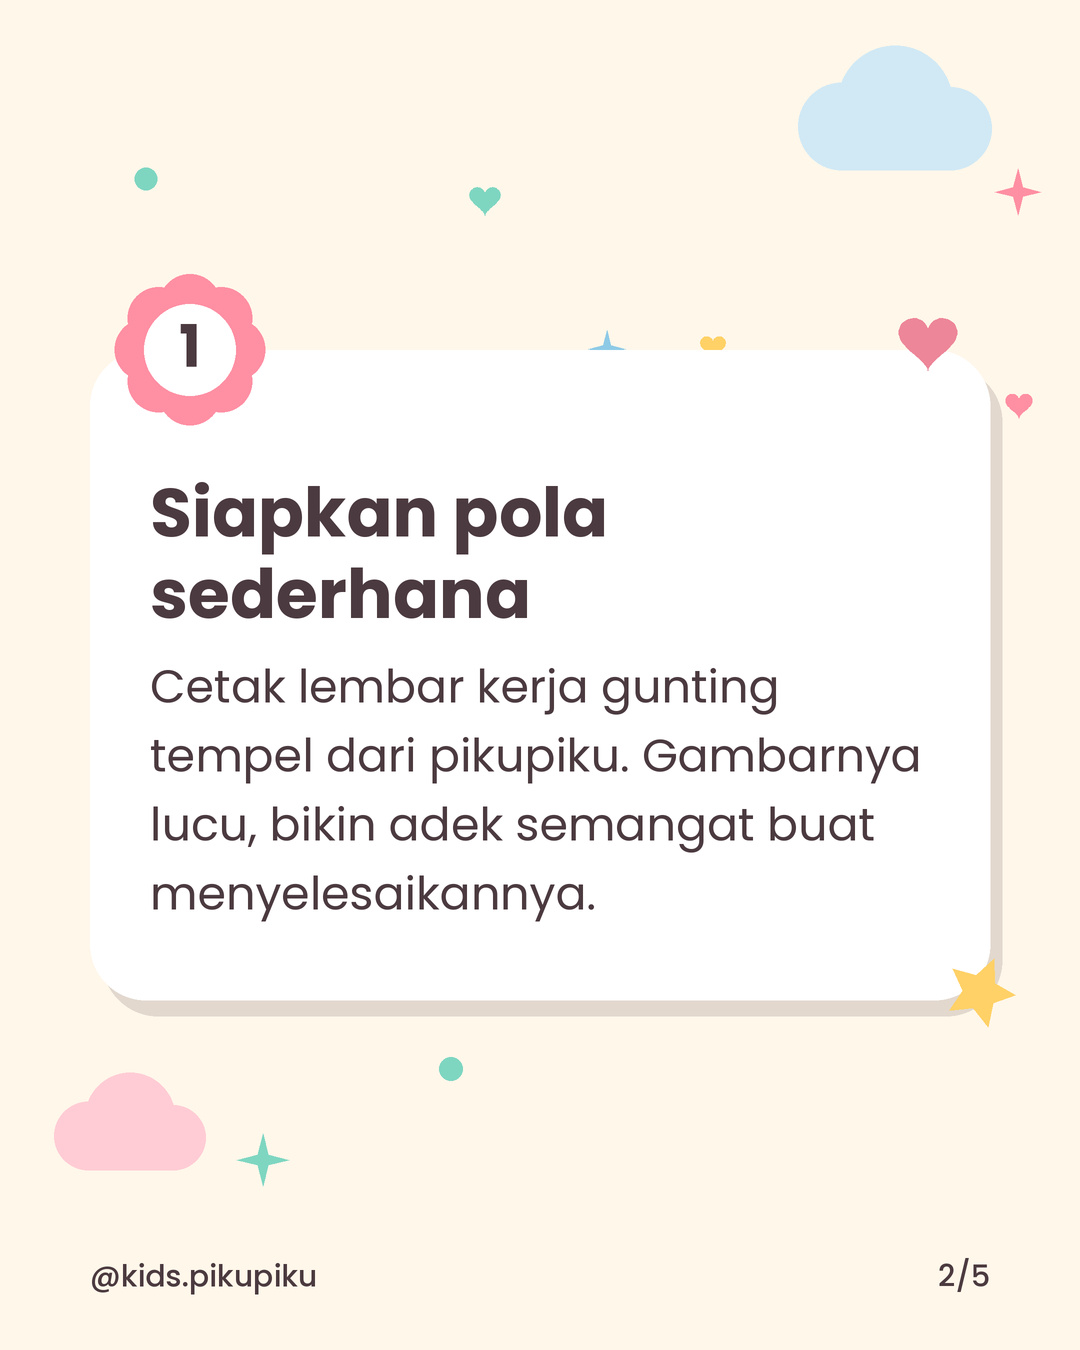 1
Siapkan pola
sederhana
Cetak lembar kerja gunting
tempel dari pikupiku. Gambarnya
lucu, bikin adek semangat buat
menyelesaikannya.
@kids.pikupiku
2/5